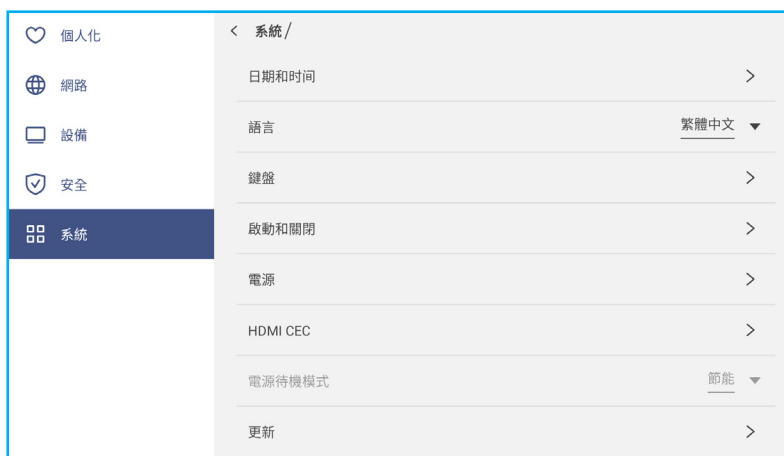 個人化
網路
設備
安全
系統
系統/
日期和时间
語言 繁體中文
鍵盤
啟動和關閉
電源
HDMI CEC
電源待機模式 節能
更新